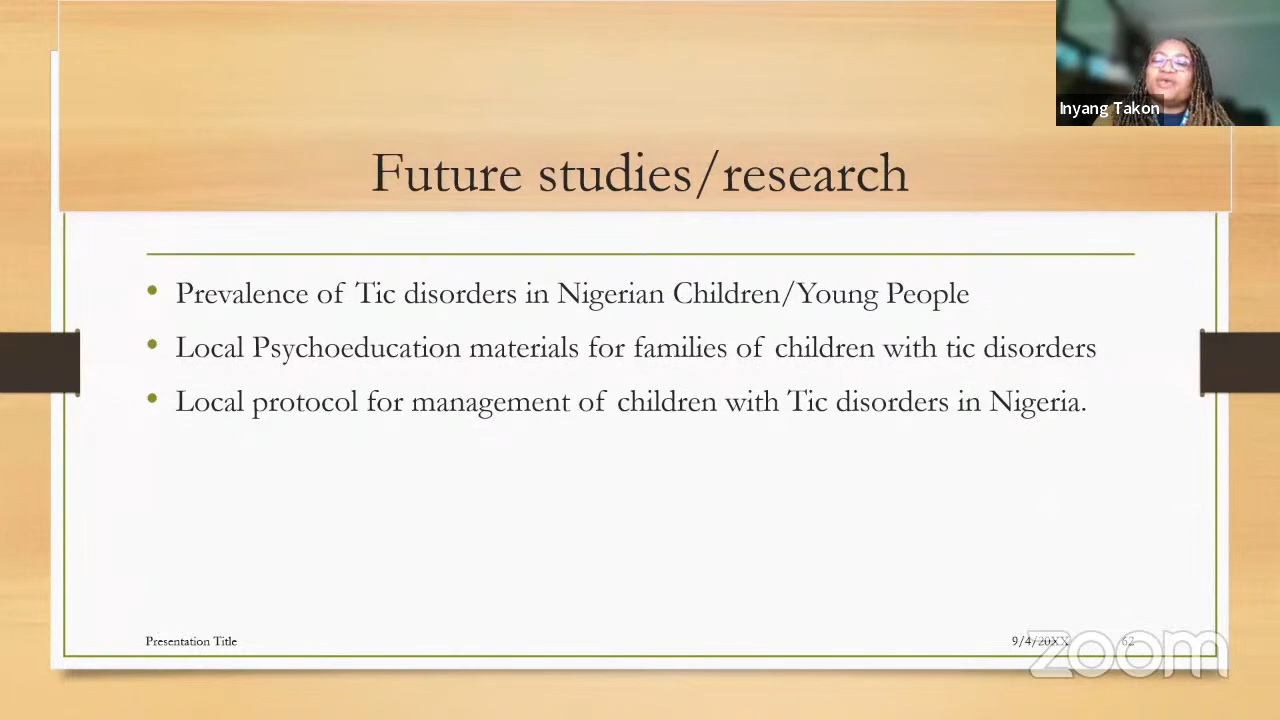 Inyang Takon
Future studies/research
• Prevalence of Tic disorders in Nigerian Children/Young People
• Local Psychoeducation materials for families of children with tic disorders
• Local protocol for management of children with Tic disorders in Nigeria.
Presentation Title
9/4/20XX
62
zoom